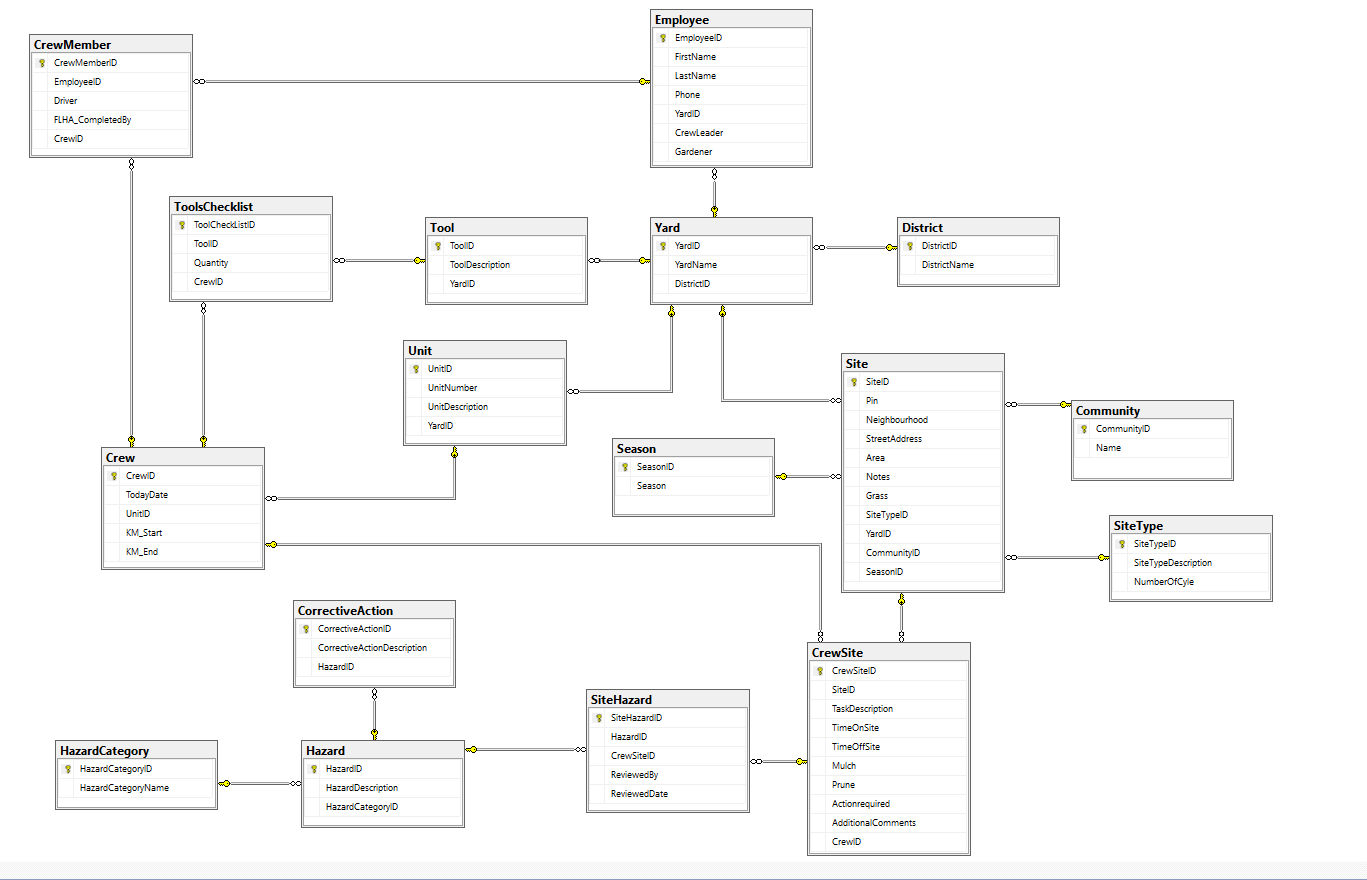 Employee
EmployeeID
FirstName
LastName
Phone
YardID
CrewLeader
Gardener
CrewMember
CrewMemberID
EmployeeID
Driver
FLHA_CompletedBy
CrewID
ToolsChecklist
ToolCheckListID
ToolID
Quantity
CrewID
Tool
ToolID
ToolDescription
YardID
Yard
YardID
YardName
DistrictID
District
DistrictID
DistrictName
Unit
UnitID
UnitNumber
UnitDescription
YardID
Site
SiteID
Pin
Neighbourhood
StreetAddress
Area
Notes
Grass
SiteTypeID
YardID
CommunityID
SeasonID
Community
CommunityID
Name
Season
SeasonID
Season
Crew
CrewID
TodayDate
UnitID
KM_Start
KM_End
SiteType
SiteTypeID
SiteTypeDescription
NumberOfCyle
CorrectiveAction
CorrectiveActionID
CorrectiveActionDescription
HazardID
CrewSite
CrewSiteID
SiteID
TaskDescription
TimeOnSite
TimeOffSite
Mulch
Prune
Actionrequired
AdditionalComments
CrewID
SiteHazard
SiteHazardID
HazardID
CrewSiteID
ReviewedBy
ReviewedDate
HazardCategory
HazardCategoryID
HazardCategoryName
Hazard
HazardID
HazardDescription
HazardCategoryID